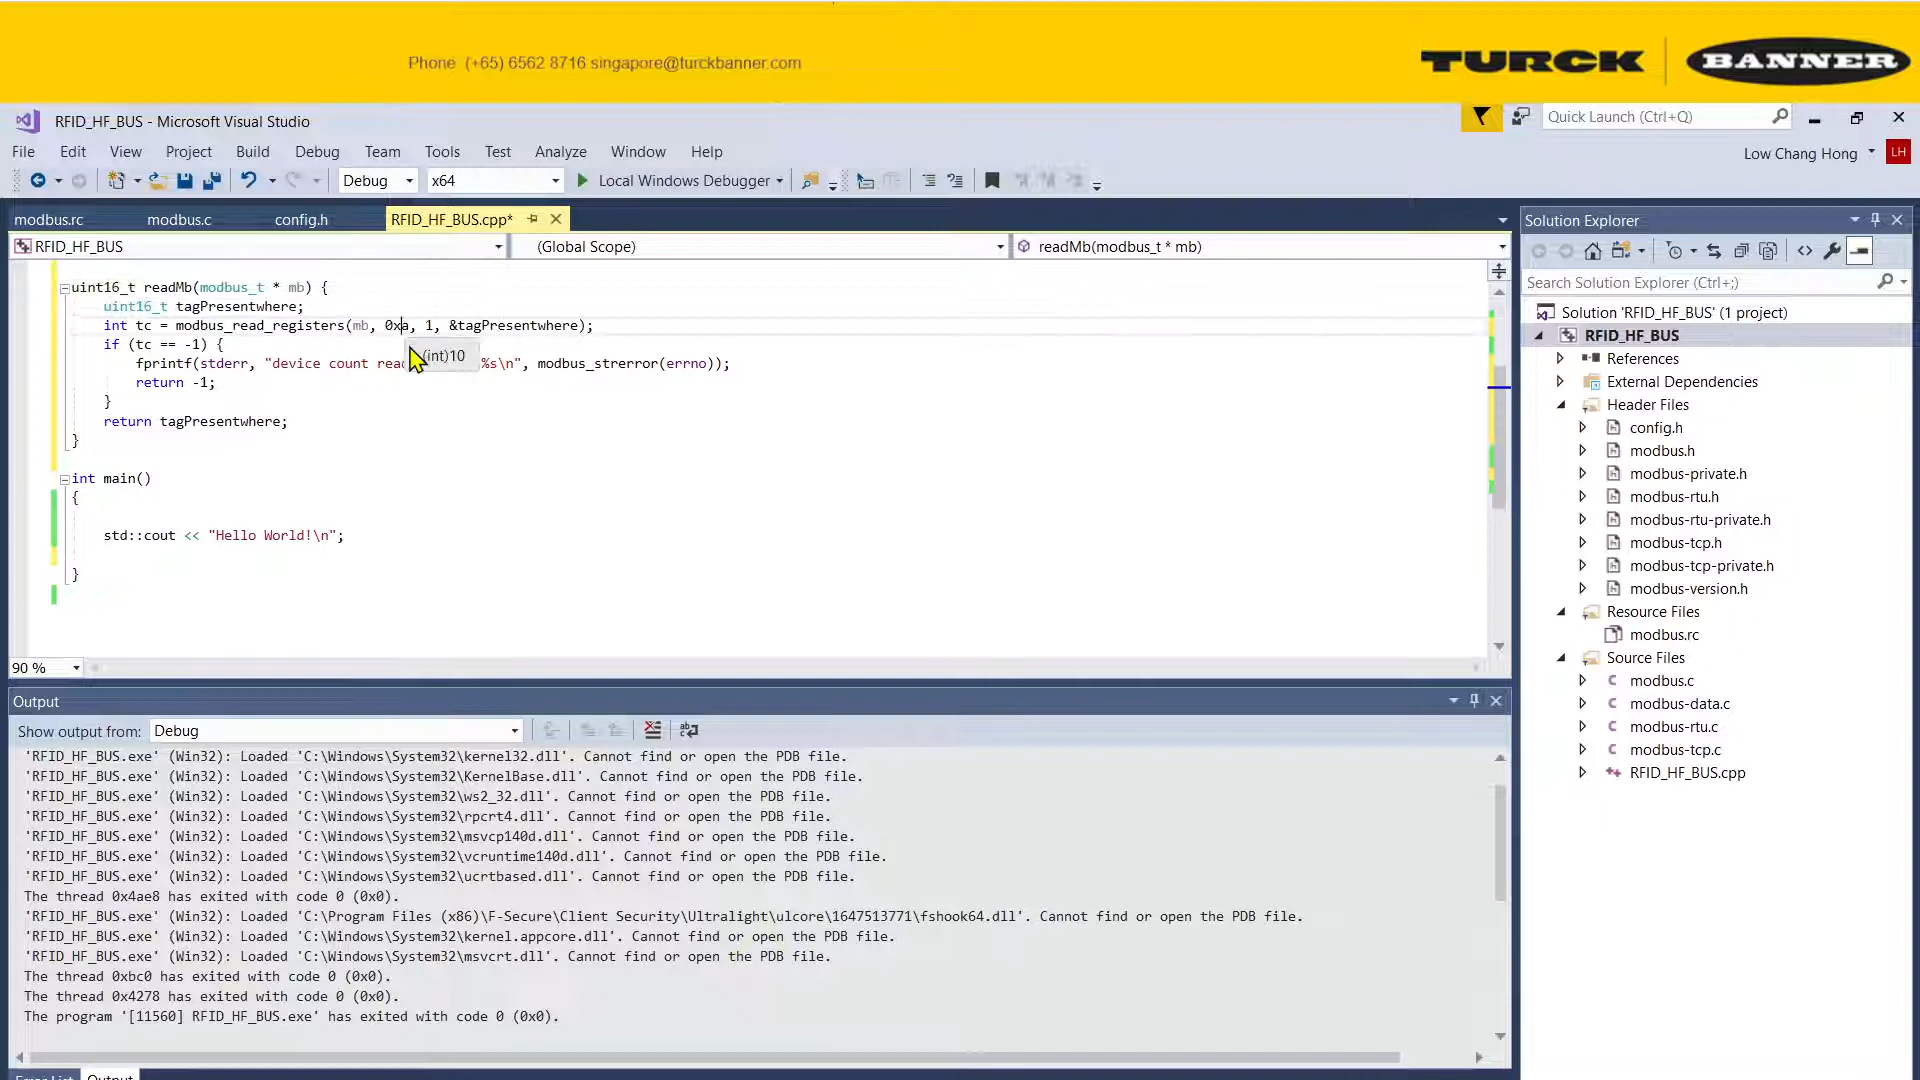 Phone (+65) 6562 8716 singapore@turckbanner.com
TURCK
BANNER
RFID_HF_BUS - Microsoft Visual Studio
Quick Launch (Ctrl+Q)
File Edit View Project Build Debug Team Tools Test Analyze Window Help
Low Chang Hong
LH
Debug
x64
Local Windows Debugger
modbus.rc modbus.c config.h RFID_HF_BUS.cpp*
RFID_HF_BUS
(Global Scope)
readMb(modbus_t * mb)
uint16_t readMb(modbus_t * mb) {
uint16_t tagPresentwhere;
int tc = modbus_read_registers(mb, 0xa, 1, &tagPresentwhere);
if (tc == -1) {
(int)10
fprintf(stderr, "device count rea %s\n", modbus_strerror(errno));
return -1;
}
return tagPresentwhere;
}
int main()
{
std::cout << "Hello World!\n";
}
90 %
Output
Show output from: Debug
'RFID_HF_BUS.exe' (Win32): Loaded 'C:\Windows\System32\kernel32.dll'. Cannot find or open the PDB file.
'RFID_HF_BUS.exe' (Win32): Loaded 'C:\Windows\System32\KernelBase.dll'. Cannot find or open the PDB file.
'RFID_HF_BUS.exe' (Win32): Loaded 'C:\Windows\System32\ws2_32.dll'. Cannot find or open the PDB file.
'RFID_HF_BUS.exe' (Win32): Loaded 'C:\Windows\System32\rpcrt4.dll'. Cannot find or open the PDB file.
'RFID_HF_BUS.exe' (Win32): Loaded 'C:\Windows\System32\msvcp140d.dll'. Cannot find or open the PDB file.
'RFID_HF_BUS.exe' (Win32): Loaded 'C:\Windows\System32\vcruntime140d.dll'. Cannot find or open the PDB file.
'RFID_HF_BUS.exe' (Win32): Loaded 'C:\Windows\System32\ucrtbased.dll'. Cannot find or open the PDB file.
The thread 0x4ae8 has exited with code 0 (0x0).
'RFID_HF_BUS.exe' (Win32): Loaded 'C:\Program Files (x86)\F-Secure\Client Security\Ultralight\ulcore\1647513771\fshook64.dll'. Cannot find or open the PDB file.
'RFID_HF_BUS.exe' (Win32): Loaded 'C:\Windows\System32\kernel.appcore.dll'. Cannot find or open the PDB file.
'RFID_HF_BUS.exe' (Win32): Loaded 'C:\Windows\System32\msvcrt.dll'. Cannot find or open the PDB file.
The thread 0xbc0 has exited with code 0 (0x0).
The thread 0x4278 has exited with code 0 (0x0).
The program '[11560] RFID_HF_BUS.exe' has exited with code 0 (0x0).
Error List Output
Solution Explorer
Search Solution Explorer (Ctrl+;)
Solution 'RFID_HF_BUS' (1 project)
RFID_HF_BUS
References
External Dependencies
Header Files
config.h
modbus.h
modbus-private.h
modbus-rtu.h
modbus-rtu-private.h
modbus-tcp.h
modbus-tcp-private.h
modbus-version.h
Resource Files
modbus.rc
Source Files
modbus.c
modbus-data.c
modbus-rtu.c
modbus-tcp.c
RFID_HF_BUS.cpp